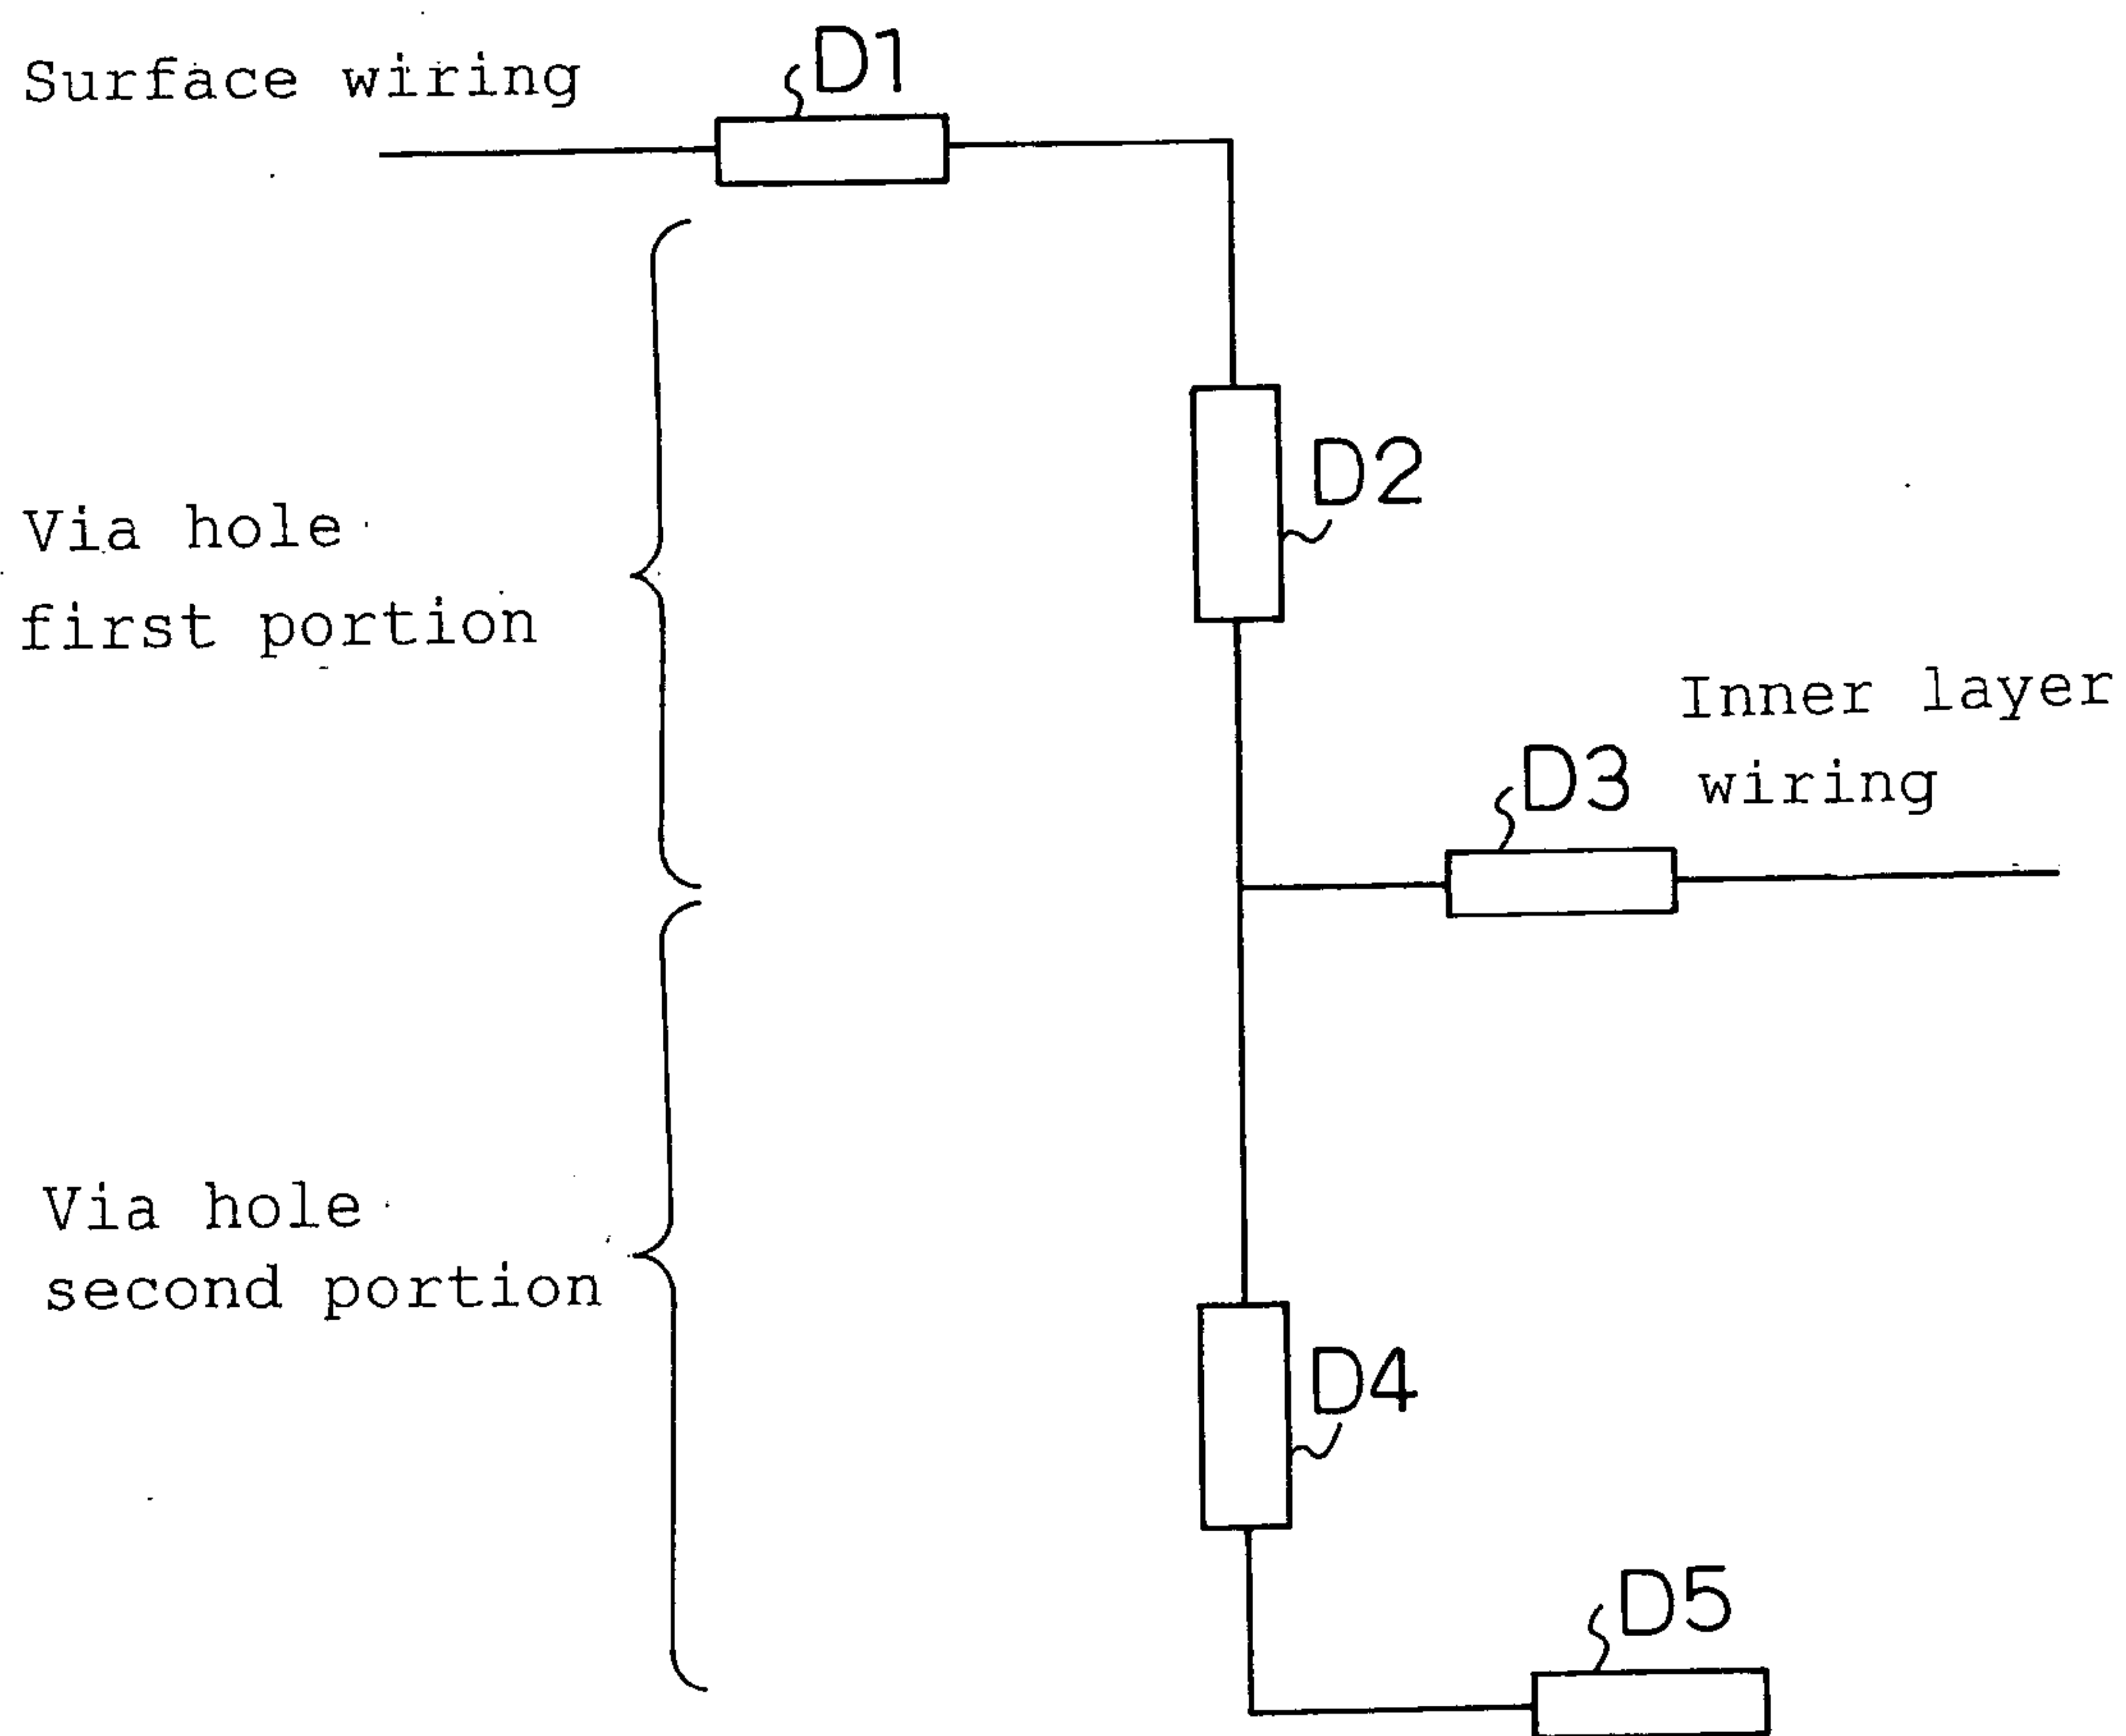 Surface wiring
D1
Via hole
first portion
D2
Inner layer
wiring
D3
Via hole
second portion
D4
D5